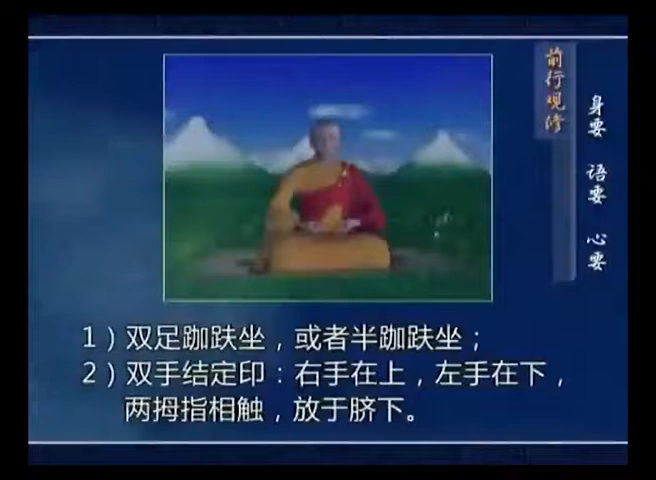 前行观修
身要 语要 心要
1）双足跏趺坐，或者半跏趺坐；
2）双手结定印：右手在上，左手在下，
两拇指相触，放于脐下。